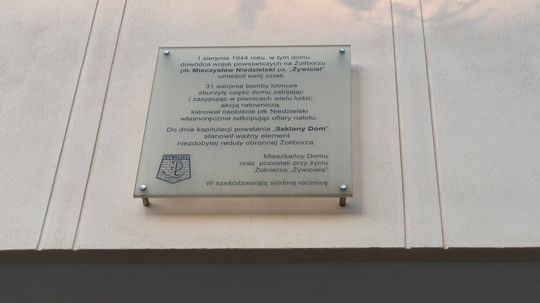 1 sierpnia 1944 roku, w tym domu
dowódca wojsk powstańczych na Żoliborzu
płk Mieczysław Niedzielski ps. „Żywiciel"
umieścił swój sztab.
31 sierpnia bomby lotnicze
zburzyły część domu zabijając
i zasypując w piwnicach wielu ludzi;
akcją ratowniczą
kierował osobiście płk Niedzielski
własnoręcznie odkopując ofiary nalotu.
Do dnia kapitulacji powstania „Szklany Dom"
stanowił ważny element
niezdobytej reduty obronnej Żoliborza.
Mieszkańcy Domu
oraz pozostali przy życiu
Żołnierze „Żywiciela"
ŻYWICIEL
W sześćdziesiątą siódmą rocznicę